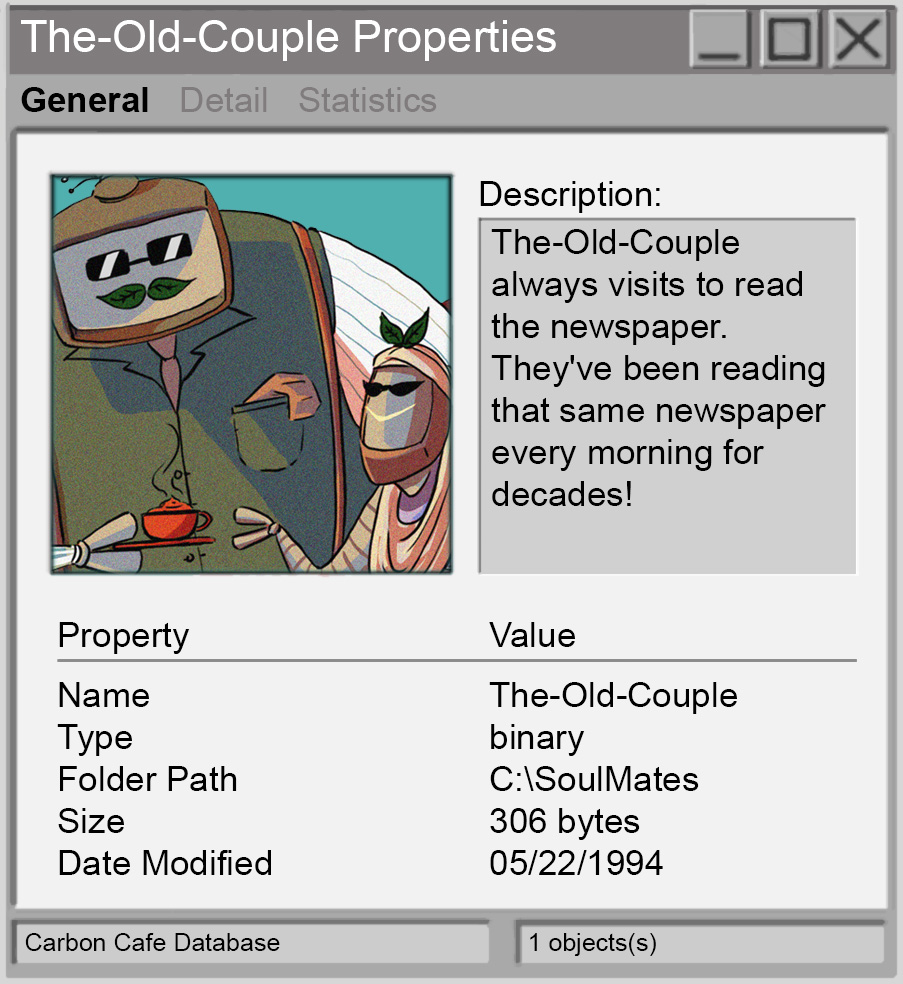 The-Old-Couple Properties
General Detail Statistics
Description:
The-Old-Couple
always visits to read
the newspaper.
They've been reading
that same newspaper
every morning for
decades!
Property Value
Name The-Old-Couple
Type binary
Folder Path C:\SoulMates
Size 306 bytes
Date Modified 05/22/1994
Carbon Cafe Database 1 objects(s)